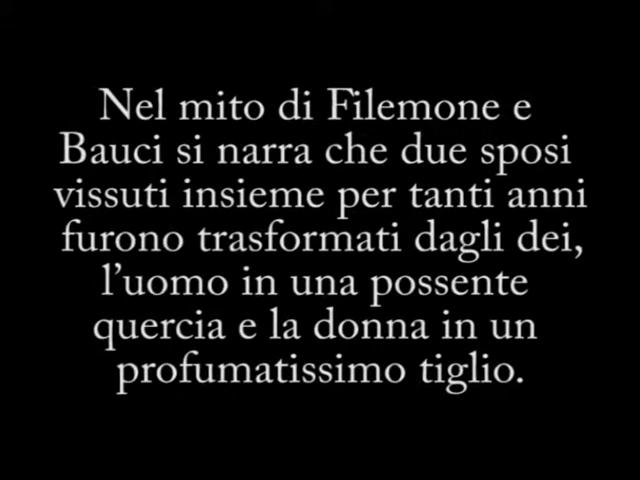 Nel mito di Filemone e
Bauci si narra che due sposi
vissuti insieme per tanti anni
furono trasformati dagli dei,
l’uomo in una possente
quercia e la donna in un
profumatissimo tiglio.